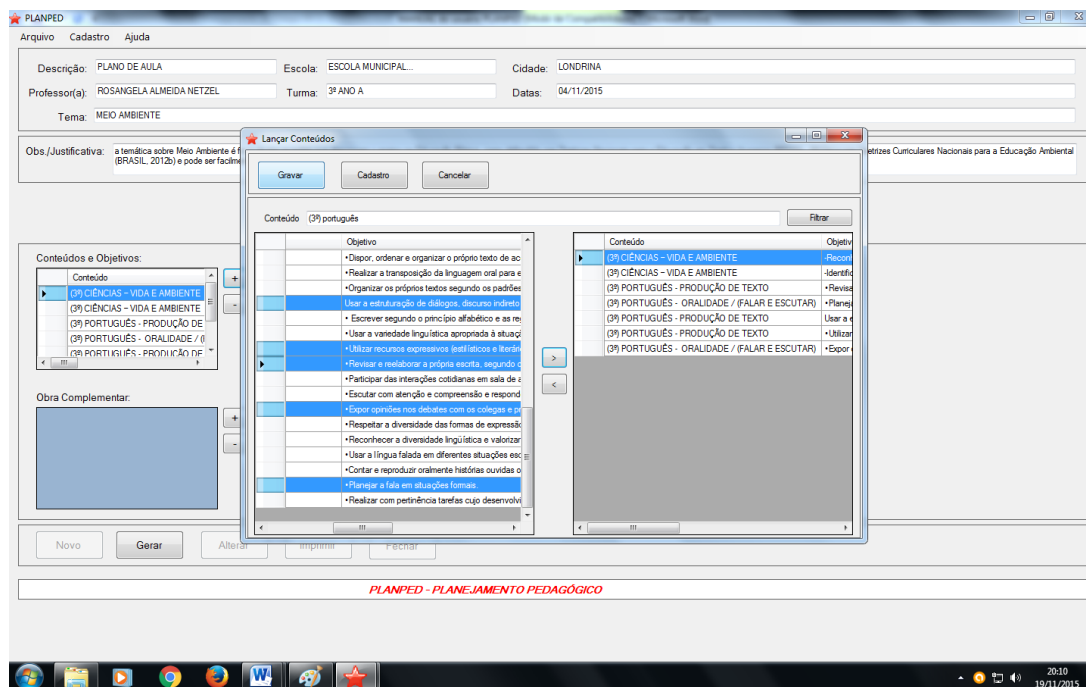 PLANPED
Arquivo Cadastro Ajuda
Descrição: PLANO DE AULA Escola: ESCOLA MUNICIPAL... Cidade: LONDRINA
Professor(a): ROSANGELA ALMEIDA NETZEL Turma: 3º ANO A Datas: 04/11/2015
Tema: MEIO AMBIENTE
Obs./Justificativa: a temática sobre Meio Ambiente é f
(BRASIL, 2012b) e pode ser facilme
etrizes Curriculares Nacionais para a Educação Ambiental
Conteúdos e Objetivos:
Conteúdo
(3º) CIÊNCIAS – VIDA E AMBIENTE
(3º) CIÊNCIAS – VIDA E AMBIENTE
(3º) PORTUGUÊS - PRODUÇÃO DE
(3º) PORTUGUÊS - ORALIDADE / (I
(3º) PORTUGUÊS - PRODUÇÃO DE
+
-
Obra Complementar:
+
-
Lançar Conteúdos
Gravar Cadastro Cancelar
Conteúdo (3º) português Filtrar
Objetivo
•Dispor, ordenar e organizar o próprio texto de ac
•Realizar a transposição da linguagem oral para e
•Organizar os próprios textos segundo os padrões
Usar a estruturação de diálogos, discurso indireto
• Escrever segundo o princípio alfabético e as re
•Usar a variedade linguística apropriada à situaç
•Utilizar recursos expressivos (estilísticos e literári
•Revisar e reelaborar a própria escrita, segundo c
•Participar das interações cotidianas em sala de a
•Escutar com atenção e compreensão e respond
•Expor opiniões nos debates com os colegas e p
•Respeitar a diversidade das formas de expressã
•Reconhecer a diversidade lingüística e valorizar
•Usar a língua falada em diferentes situações esc
•Contar e reproduzir oralmente histórias ouvidas o
•Planejar a fala em situações formais.
•Realizar com pertinência tarefas cujo desenvolvi
>
<
Conteúdo Objetiv
(3º) CIÊNCIAS – VIDA E AMBIENTE -Reconh
(3º) CIÊNCIAS – VIDA E AMBIENTE -Identific
(3º) PORTUGUÊS -PRODUÇÃO DE TEXTO •Revisa
(3º) PORTUGUÊS - ORALIDADE / (FALAR E ESCUTAR) •Planeja
(3º) PORTUGUÊS - PRODUÇÃO DE TEXTO Usar a e
(3º) PORTUGUÊS - PRODUÇÃO DE TEXTO •Utilizar
(3º) PORTUGUÊS - ORALIDADE / (FALAR E ESCUTAR) •Expor
Novo Gerar Alterar Imprimir Fechar
PLANPED - PLANEJAMENTO PEDAGÓGICO
20:10
19/11/2015